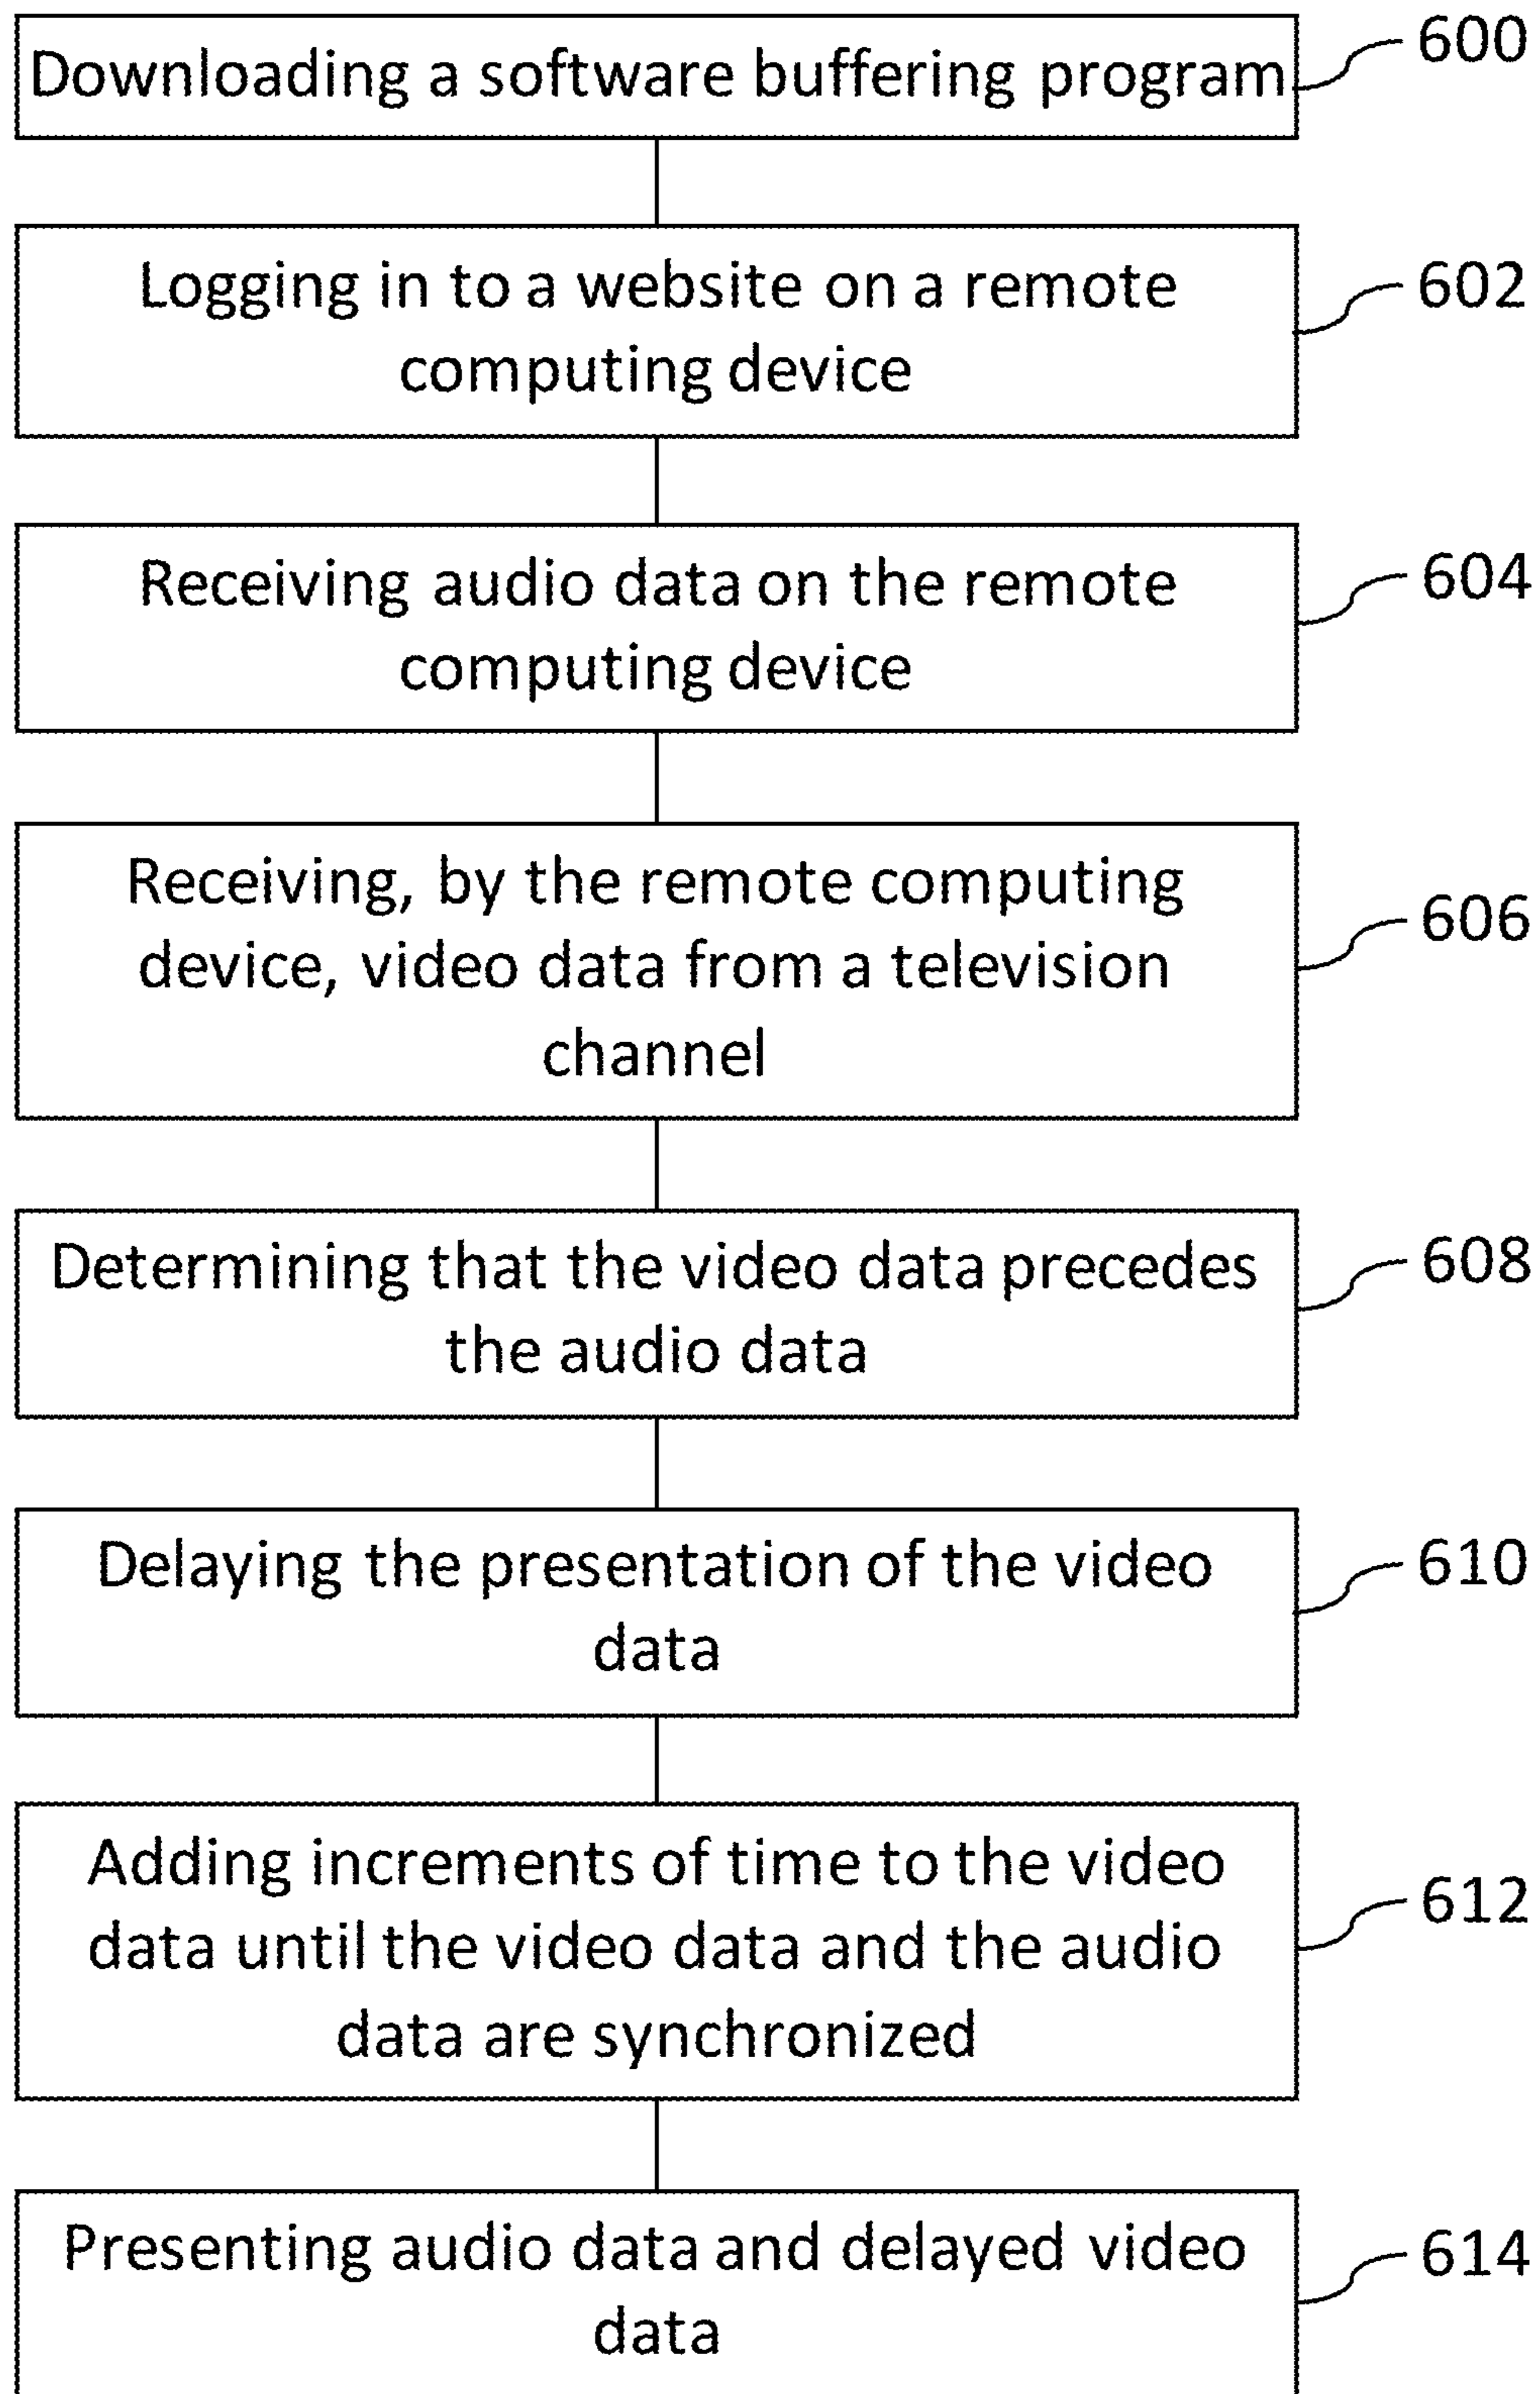 Downloading a software buffering program
600
Logging in to a website on a remote
computing device
602
Receiving audio data on the remote
computing device
604
Receiving, by the remote computing
device, video data from a television
channel
606
Determining that the video data precedes
the audio data
608
Delaying the presentation of the video
data
610
Adding increments of time to the video
data until the video data and the audio
data are synchronized
612
Presenting audio data and delayed video
data
614